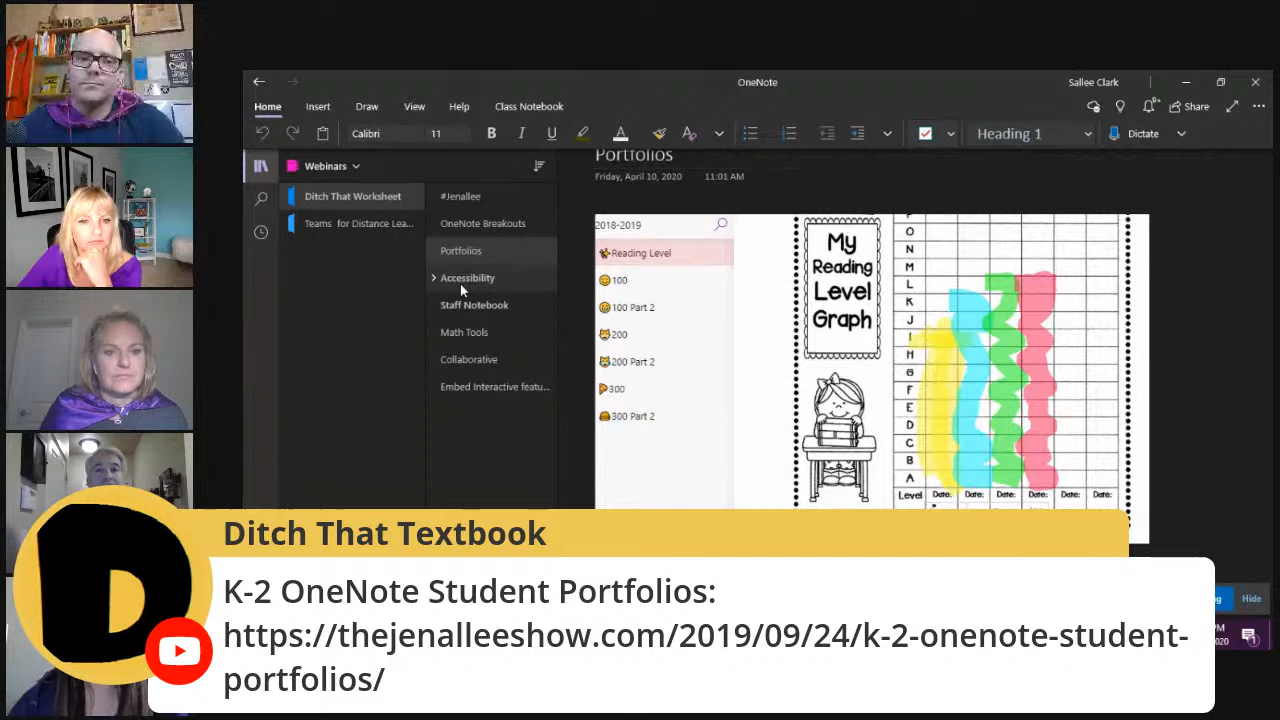 OneNote
Sallee Clark
Home
Insert
Draw
View
Help
Class Notebook
Share
Calibri
11
B
I
U
A
Heading 1
Dictate
Webinars
Ditch That Worksheet
Teams for Distance Lea...
#Jenallee
OneNote Breakouts
Portfolios
Accessibility
Staff Notebook
Math Tools
Collaborative
Embed Interactive featu...
Portfolios
Friday, April 10, 2020
11:01 AM
2018-2019
Reading Level
100
100 Part 2
200
200 Part 2
300
300 Part 2
My
Reading
Level
Graph
O
N
M
L
K
J
I
H
G
F
E
D
C
B
A
Level
Date:
Date:
Date:
Date:
Date:
Date:
Hide
D
Ditch That Textbook
K-2 OneNote Student Portfolios:
https://thejenalleeshow.com/2019/09/24/k-2-onenote-student-
portfolios/